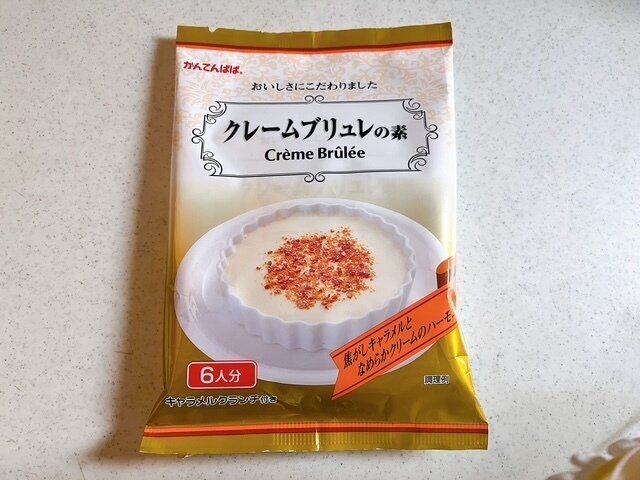 かんてんぱぱ®
おいしさにこだわりました
クレームブリュレの素
Crème Brûlée
焦がしキャラメルと
なめらかクリームのハーモ
6人分
調理例
キャラメルクランチ付き